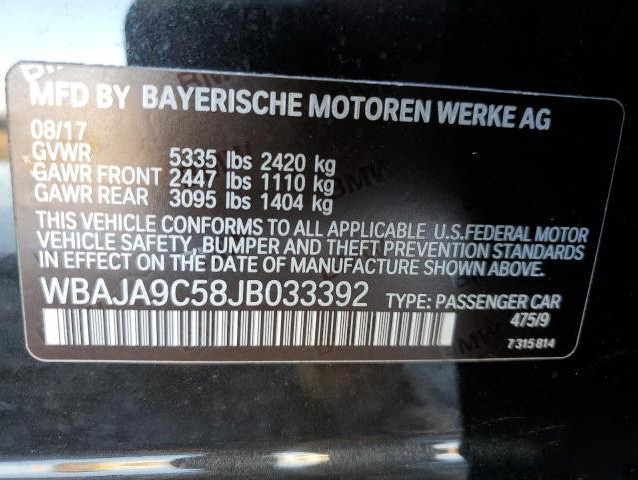 MFD BY BAYERISCHE MOTOREN WERKE AG
08/17
GVWR 5335 lbs 2420 kg
GAWR FRONT 2447 lbs 1110 kg
GAWR REAR 3095 lbs 1404 kg
THIS VEHICLE CONFORMS TO ALL APPLICABLE U.S.FEDERAL MOTOR
VEHICLE SAFETY, BUMPER AND THEFT PREVENTION STANDARDS
IN EFFECT ON THE DATE OF MANUFACTURE SHOWN ABOVE.
WBAJA9C58JB033392 TYPE: PASSENGER CAR
475/9
7315814